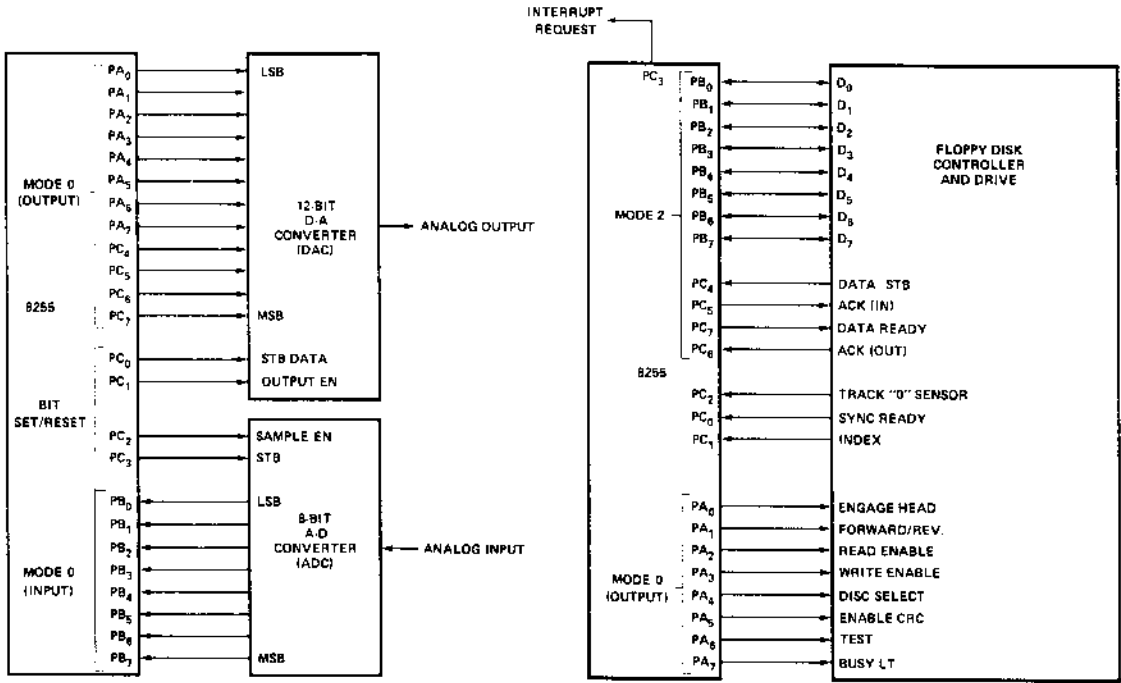 INTERRUPT
REQUEST
PA0
PA1
PA2
PA3
PA4
PA5
PA6
PA7
PC4
PC5
PC6
PC7
MODE 0
(OUTPUT)
8255
PC0
PC1
PC2
PC3
BIT
SET/RESET
PB0
PB1
PB2
PB3
PB4
PB5
PB6
PB7
MODE 0
(INPUT)
LSB
12-BIT
D-A
CONVERTER
(DAC)
MSB
STB DATA
OUTPUT EN
ANALOG OUTPUT
SAMPLE EN
STB
LSB
8-BIT
A-D
CONVERTER
(ADC)
MSB
ANALOG INPUT
PC3
PB0
PB1
PB2
PB3
PB4
PB5
PB6
PB7
MODE 2
PC4
PC5
PC7
PC6
8255
PC2
PC0
PC1
PA0
PA1
PA2
PA3
PA4
PA5
PA6
PA7
MODE 0
(OUTPUT)
D0
D1
D2
D3
D4
D5
D6
D7
FLOPPY DISK
CONTROLLER
AND DRIVE
DATA STB
ACK (IN)
DATA READY
ACK (OUT)
TRACK "0" SENSOR
SYNC READY
INDEX
ENGAGE HEAD
FORWARD/REV.
READ ENABLE
WRITE ENABLE
DISC SELECT
ENABLE CRC
TEST
BUSY LT